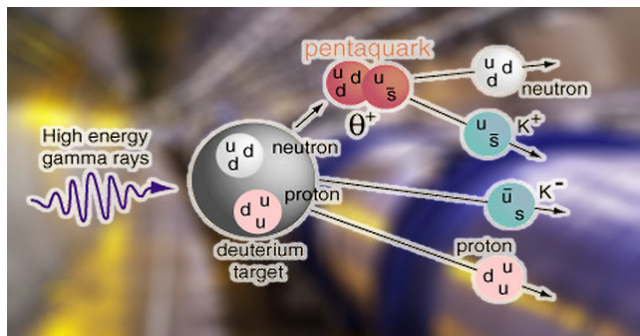 pentaquark
u d
d
u
s̄
Θ⁺
u
d d
neutron
High energy
gamma rays
u d
d
neutron
u
s̄
K⁺
proton
d u
u
deuterium
target
ū
s
K⁻
proton
d u
u